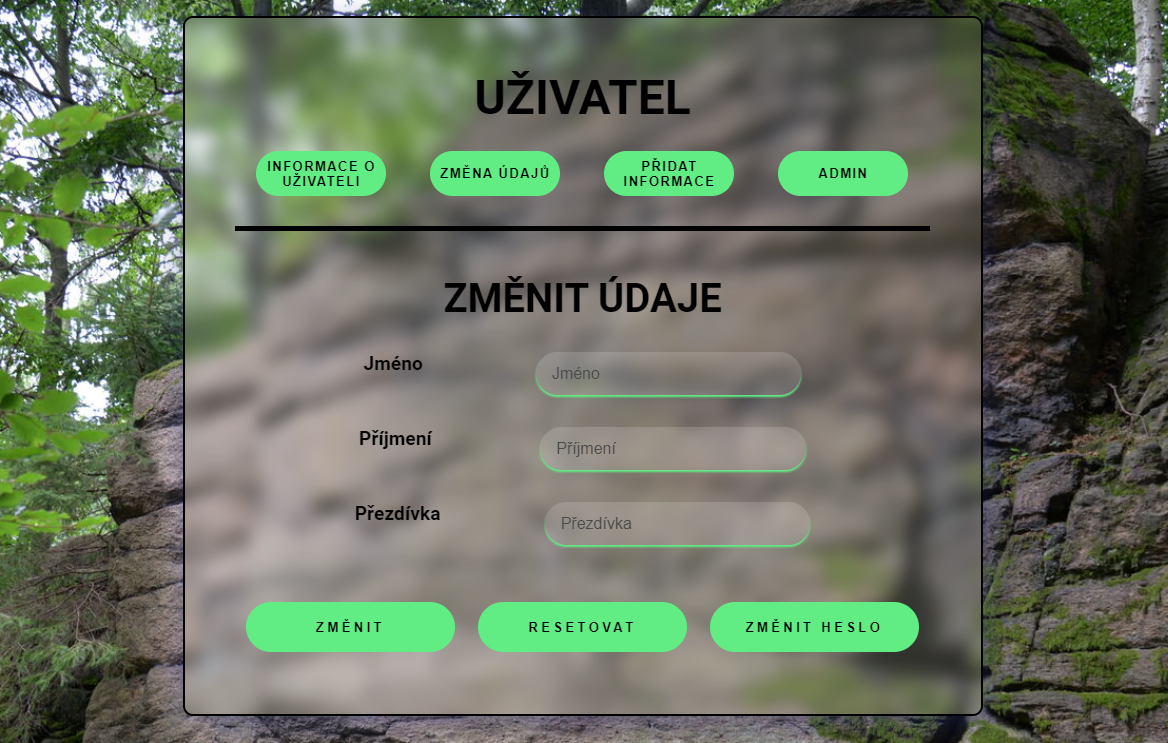 UŽIVATEL
INFORMACE O
UŽIVATELI
ZMĚNA ÚDAJŮ
PŘIDAT
INFORMACE
ADMIN
ZMĚNIT ÚDAJE
Jméno
Jméno
Příjmení
Příjmení
Přezdívka
Přezdívka
ZMĚNIT
RESETOVAT
ZMĚNIT HESLO